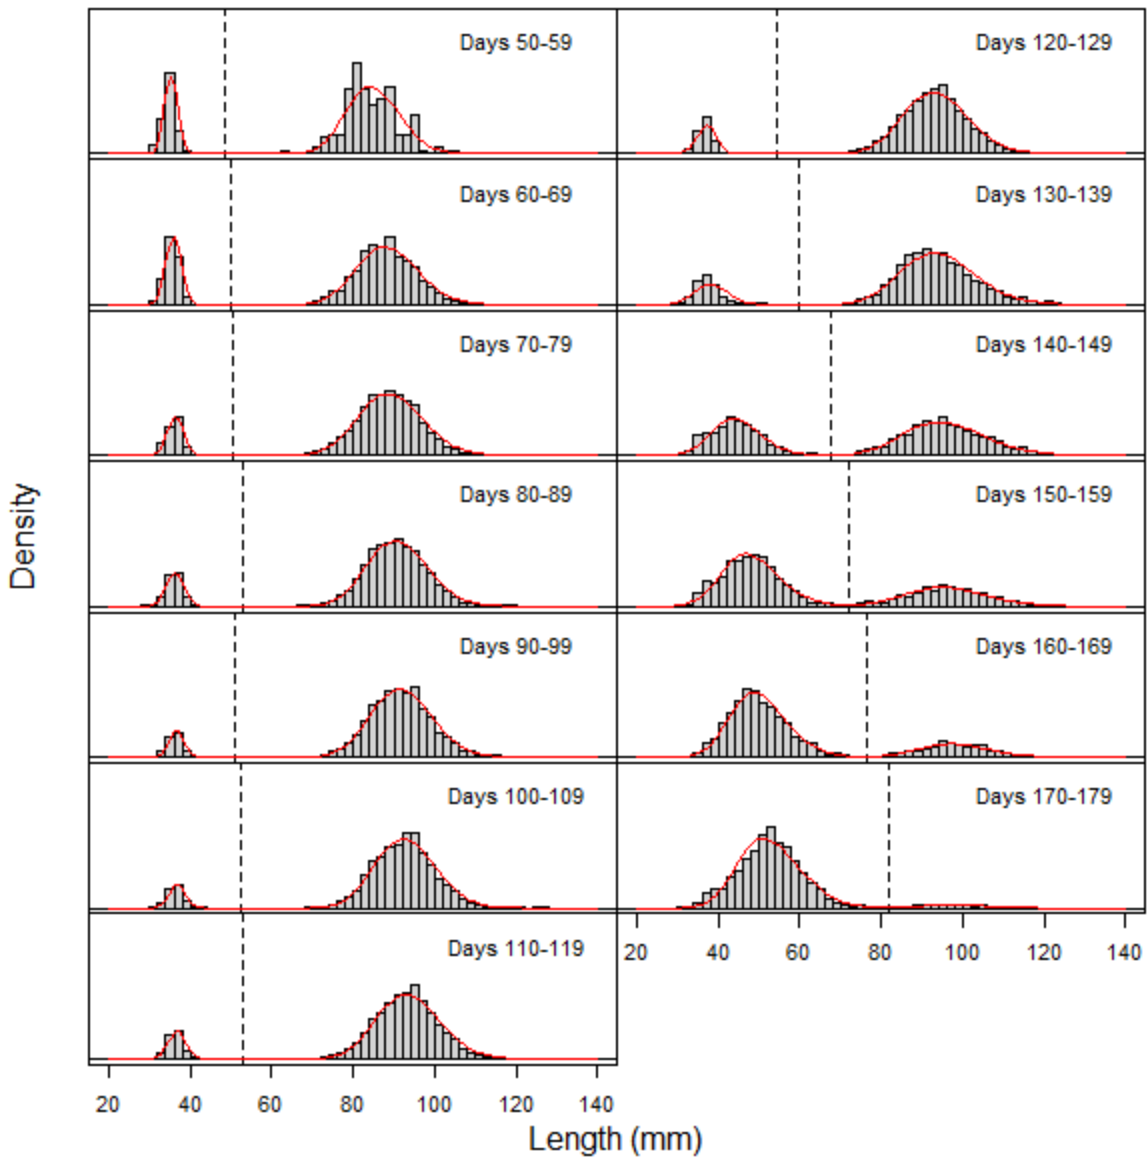 Days 50-59
Days 120-129
Days 60-69
Days 130-139
Days 70-79
Days 140-149
Days 80-89
Days 150-159
Days 90-99
Days 160-169
Days 100-109
Days 170-179
20 40 60 80 100 120 140
Days 110-119
20 40 60 80 100 120 140
Length (mm)
Density